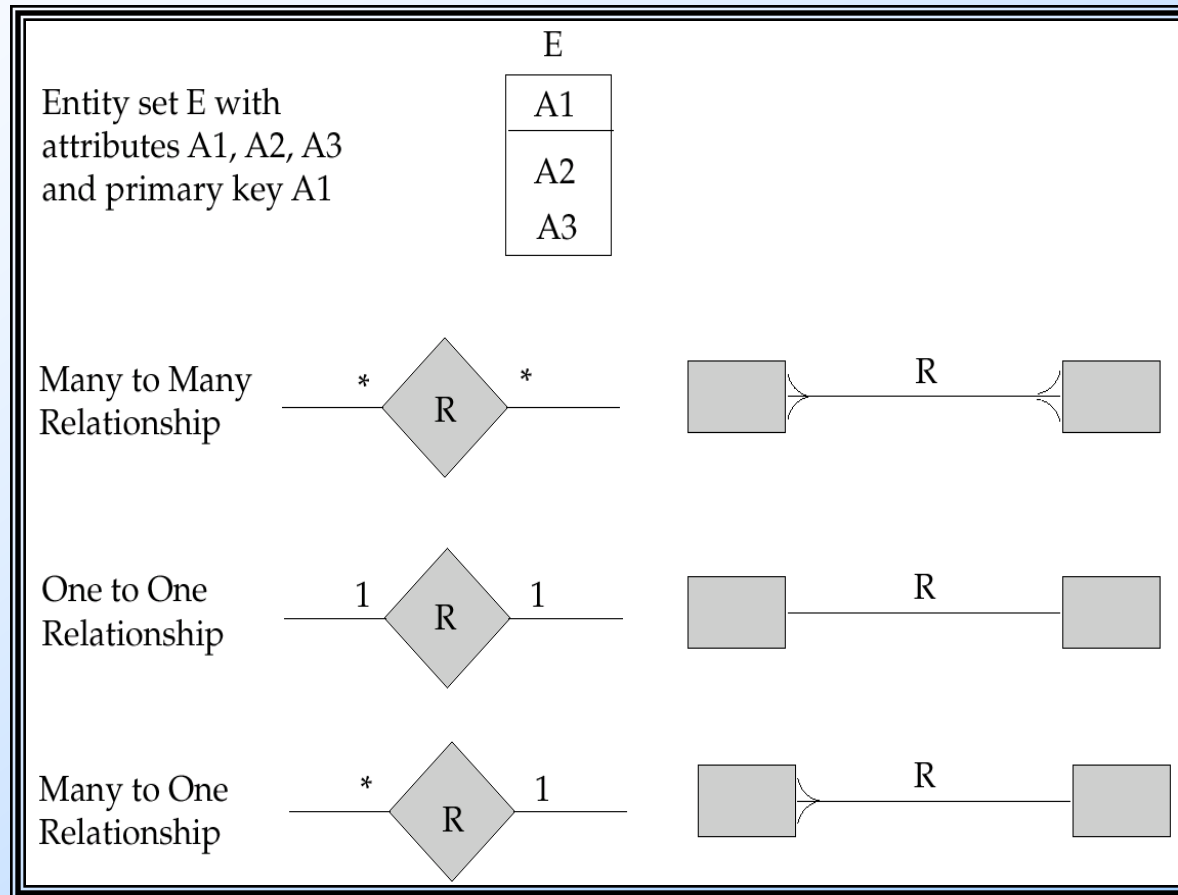 E
Entity set E with
attributes A1, A2, A3
and primary key A1
A1
A2
A3
Many to Many
Relationship
* R *
R
One to One
Relationship
1 R 1
R
Many to One
Relationship
* R 1
R